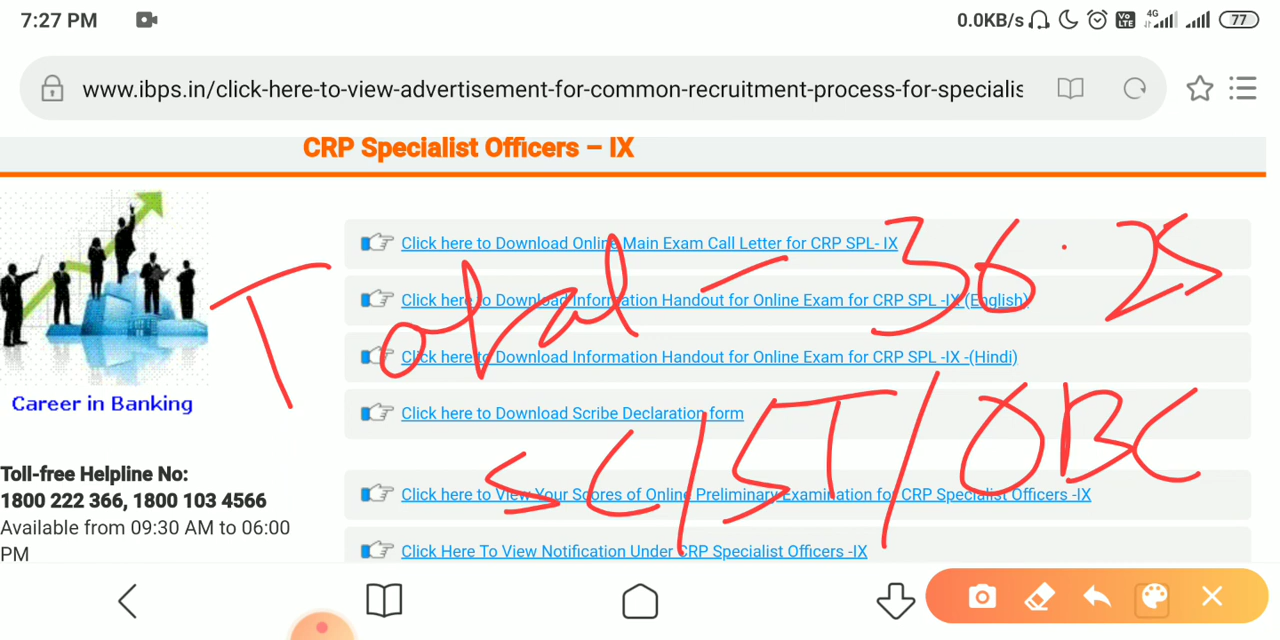 7:27 PM
0.0KB/s Vo LTE 4G 77
www.ibps.in/click-here-to-view-advertisement-for-common-recruitment-process-for-specialis
CRP Specialist Officers – IX
Click here to Download Online Main Exam Call Letter for CRP SPL- IX
Click here to Download Information Handout for Online Exam for CRP SPL -IX (English)
Total - 36.25
Click here to Download Information Handout for Online Exam for CRP SPL -IX -(Hindi)
Career in Banking
Click here to Download Scribe Declaration form
SC/ST/OBC
Toll-free Helpline No:
1800 222 366, 1800 103 4566
Available from 09:30 AM to 06:00
PM
Click here to View Your Scores of Online Preliminary Examination for CRP Specialist Officers -IX
Click Here To View Notification Under CRP Specialist Officers -IX